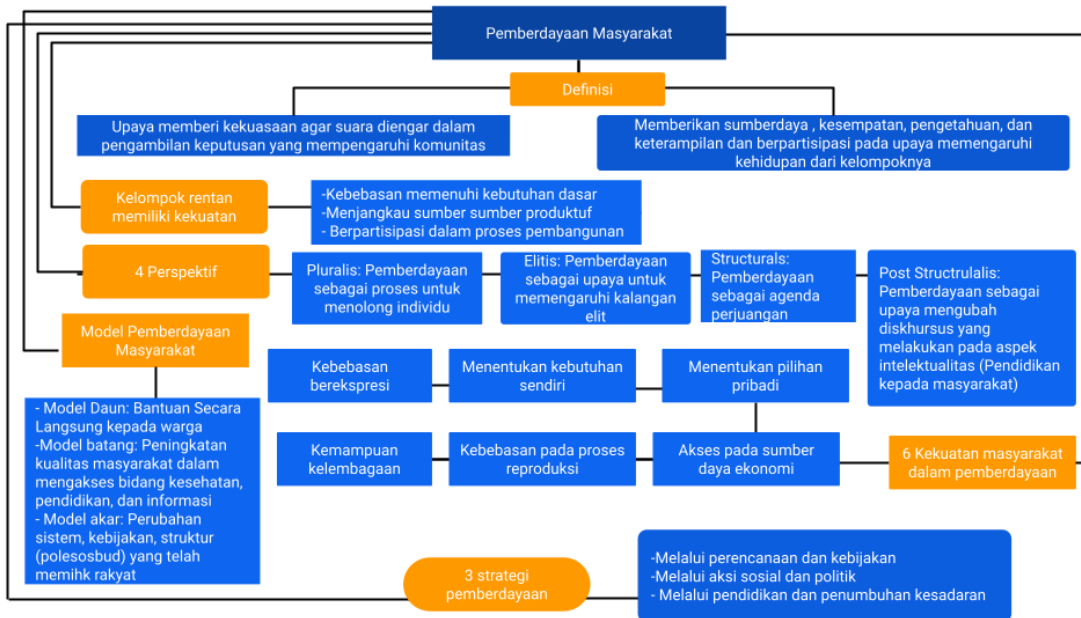 Pemberdayaan Masyarakat
Definisi
Upaya memberi kekuasaan agar suara diengar dalam
pengambilan keputusan yang mempengaruhi komunitas
Memberikan sumberdaya , kesempatan, pengetahuan, dan
keterampilan dan berpartisipasi pada upaya memengaruhi
kehidupan dari kelompoknya
Kelompok rentan
memiliki kekuatan
-Kebebasan memenuhi kebutuhan dasar
-Menjangkau sumber sumber produktuf
- Berpartisipasi dalam proses pembangunan
4 Perspektif
Pluralis: Pemberdayaan
sebagai proses untuk
menolong individu
Elitis: Pemberdayaan
sebagai upaya untuk
memengaruhi kalangan
elit
Structurals:
Pemberdayaan
sebagai agenda
perjuangan
Post Structrulalis:
Pemberdayaan sebagai
upaya mengubah
diskhursus yang
melakukan pada aspek
intelektualitas (Pendidikan
kepada masyarakat)
Model Pemberdayaan
Masyarakat
- Model Daun: Bantuan Secara
Langsung kepada warga
-Model batang: Peningkatan
kualitas masyarakat dalam
mengakses bidang kesehatan,
pendidikan, dan informasi
- Model akar: Perubahan
sistem, kebijakan, struktur
(polesosbud) yang telah
memihk rakyat
Kebebasan
berekspresi
Menentukan kebutuhan
sendiri
Menentukan pilihan
pribadi
Kemampuan
kelembagaan
Kebebasan pada proses
reproduksi
Akses pada sumber
daya ekonomi
6 Kekuatan masyarakat
dalam pemberdayaan
3 strategi
pemberdayaan
-Melalui perencanaan dan kebijakan
-Melalui aksi sosial dan politik
- Melalui pendidikan dan penumbuhan kesadaran